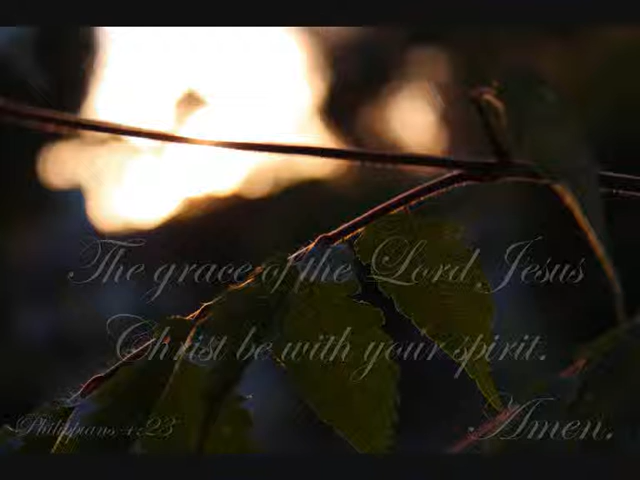 The grace of the Lord Jesus
Christ be with your spirit.
Amen.
Philippians 4:23